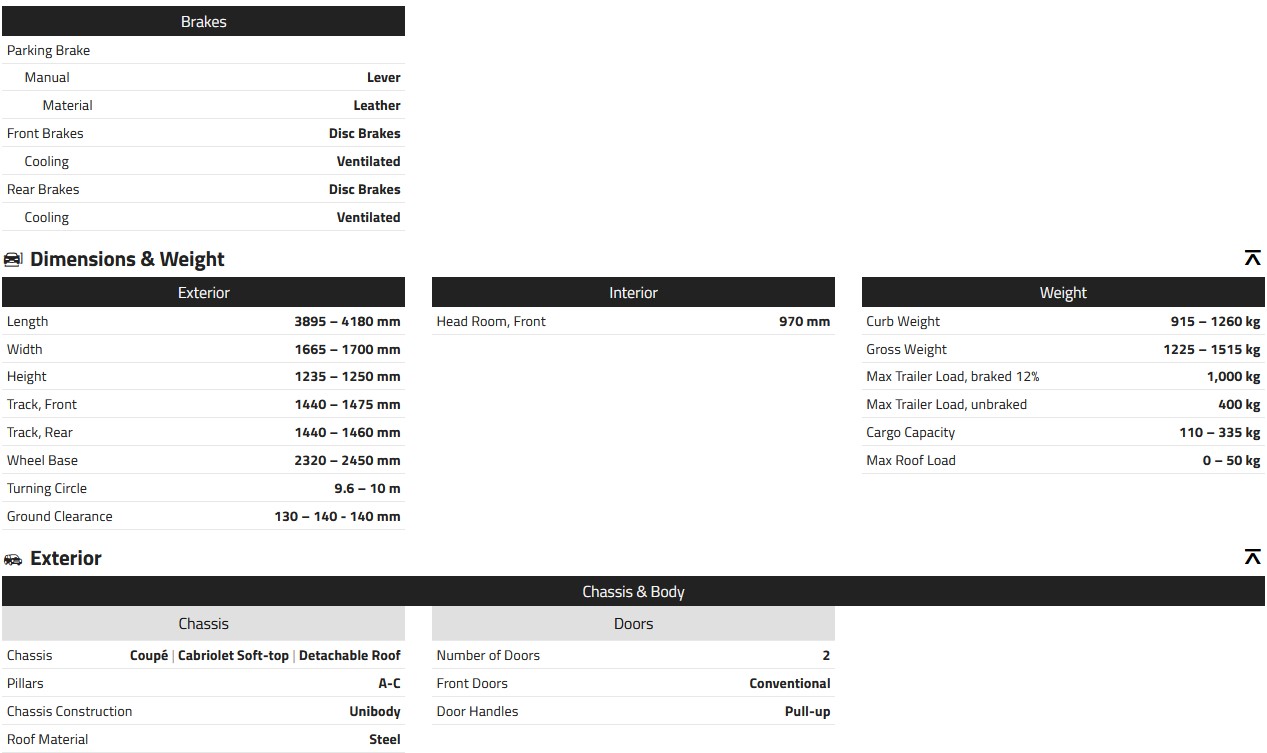 Brakes
Parking Brake
Manual Lever
Material Leather
Front Brakes Disc Brakes
Cooling Ventilated
Rear Brakes Disc Brakes
Cooling Ventilated
Dimensions & Weight
Exterior
Length 3895 – 4180 mm
Width 1665 – 1700 mm
Height 1235 – 1250 mm
Track, Front 1440 – 1475 mm
Track, Rear 1440 – 1460 mm
Wheel Base 2320 – 2450 mm
Turning Circle 9.6 – 10 m
Ground Clearance 130 – 140 - 140 mm
Interior
Head Room, Front 970 mm
Weight
Curb Weight 915 – 1260 kg
Gross Weight 1225 – 1515 kg
Max Trailer Load, braked 12% 1,000 kg
Max Trailer Load, unbraked 400 kg
Cargo Capacity 110 – 335 kg
Max Roof Load 0 – 50 kg
Exterior
Chassis & Body
Chassis
Chassis Coupé | Cabriolet Soft-top | Detachable Roof
Pillars A-C
Chassis Construction Unibody
Roof Material Steel
Doors
Number of Doors 2
Front Doors Conventional
Door Handles Pull-up